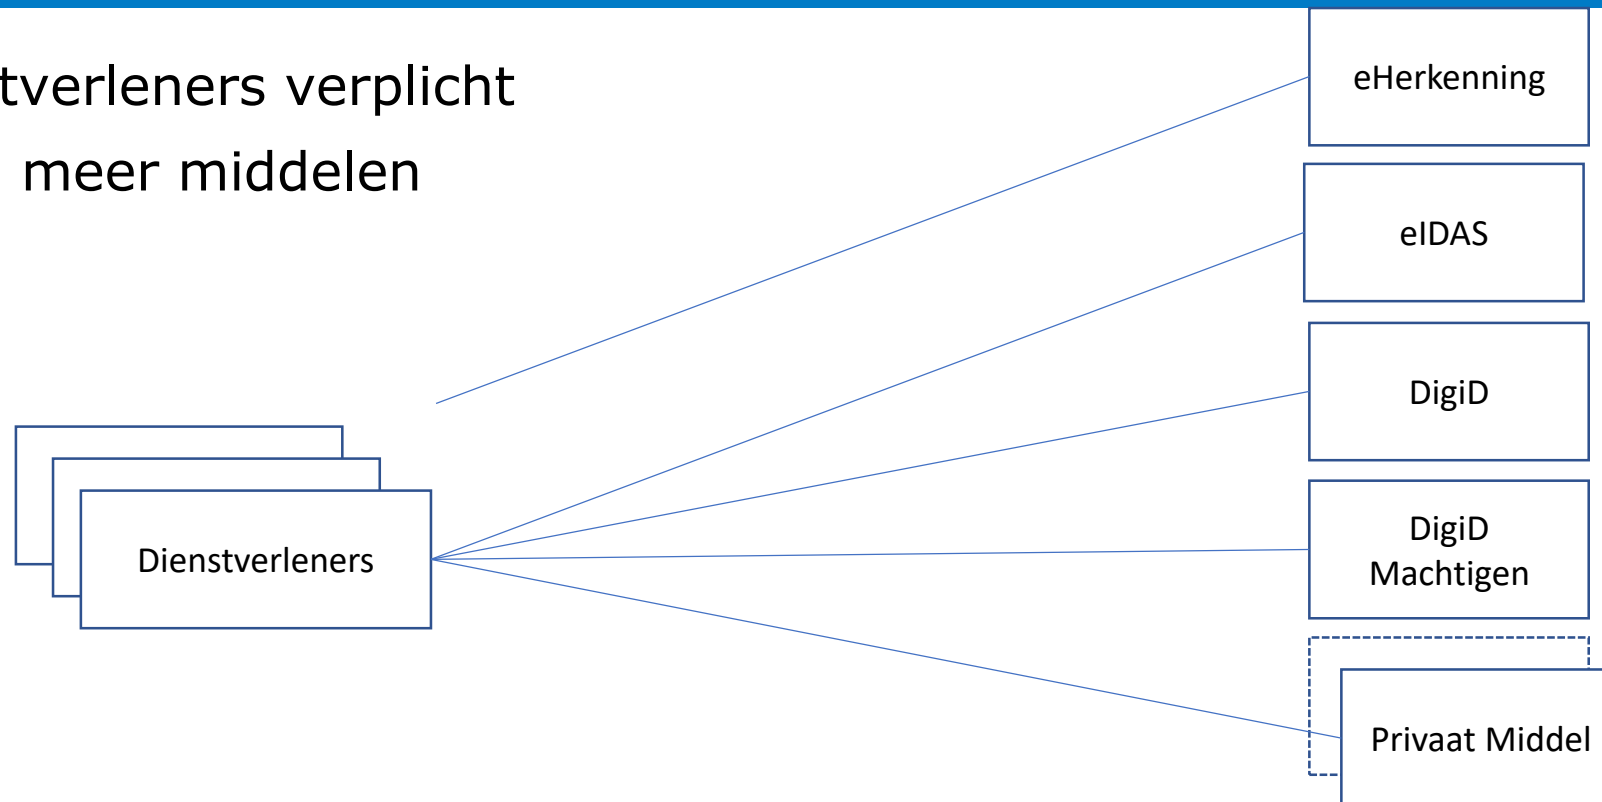 tverleners verplicht
meer middelen
eHerkenning
eIDAS
DigiD
DigiD
Machtigen
Dienstverleners
Privaat Middel